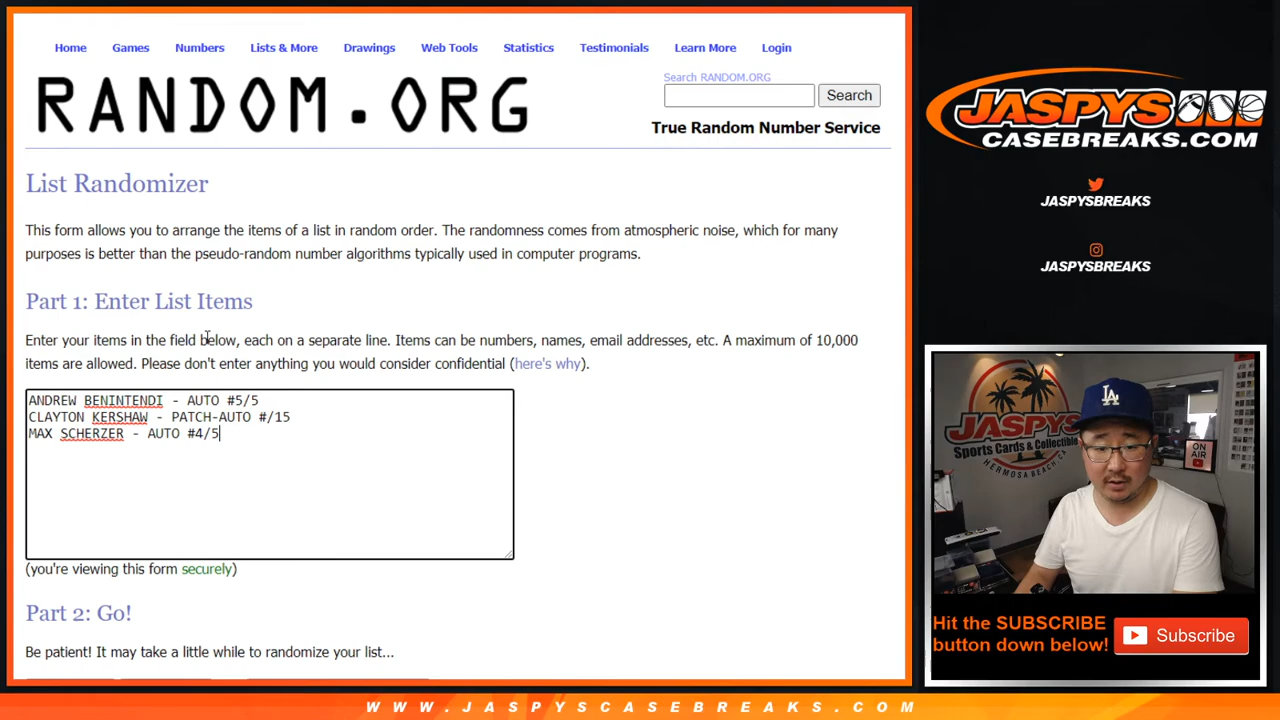 Home Games Numbers Lists & More Drawings Web Tools Statistics Testimonials Learn More Login
RANDOM.ORG
Search RANDOM.ORG
Search
True Random Number Service
List Randomizer
This form allows you to arrange the items of a list in random order. The randomness comes from atmospheric noise, which for many
purposes is better than the pseudo-random number algorithms typically used in computer programs.
Part 1: Enter List Items
Enter your items in the field below, each on a separate line. Items can be numbers, names, email addresses, etc. A maximum of 10,000
items are allowed. Please don't enter anything you would consider confidential (here's why).
ANDREW BENINTENDI - AUTO #5/5
CLAYTON KERSHAW - PATCH-AUTO #/15
MAX SCHERZER - AUTO #4/5
(you're viewing this form securely)
Part 2: Go!
Be patient! It may take a little while to randomize your list...
JASPYS
CASEBREAKS.COM
JASPYSBREAKS
JASPYSBREAKS
JASPY'S
Sports Cards & Collectible
HERMOSA BEACH, CA
LA
ON AIR
Hit the SUBSCRIBE
button down below!
Subscribe
WWW.JASPYSCASEBREAKS.COM